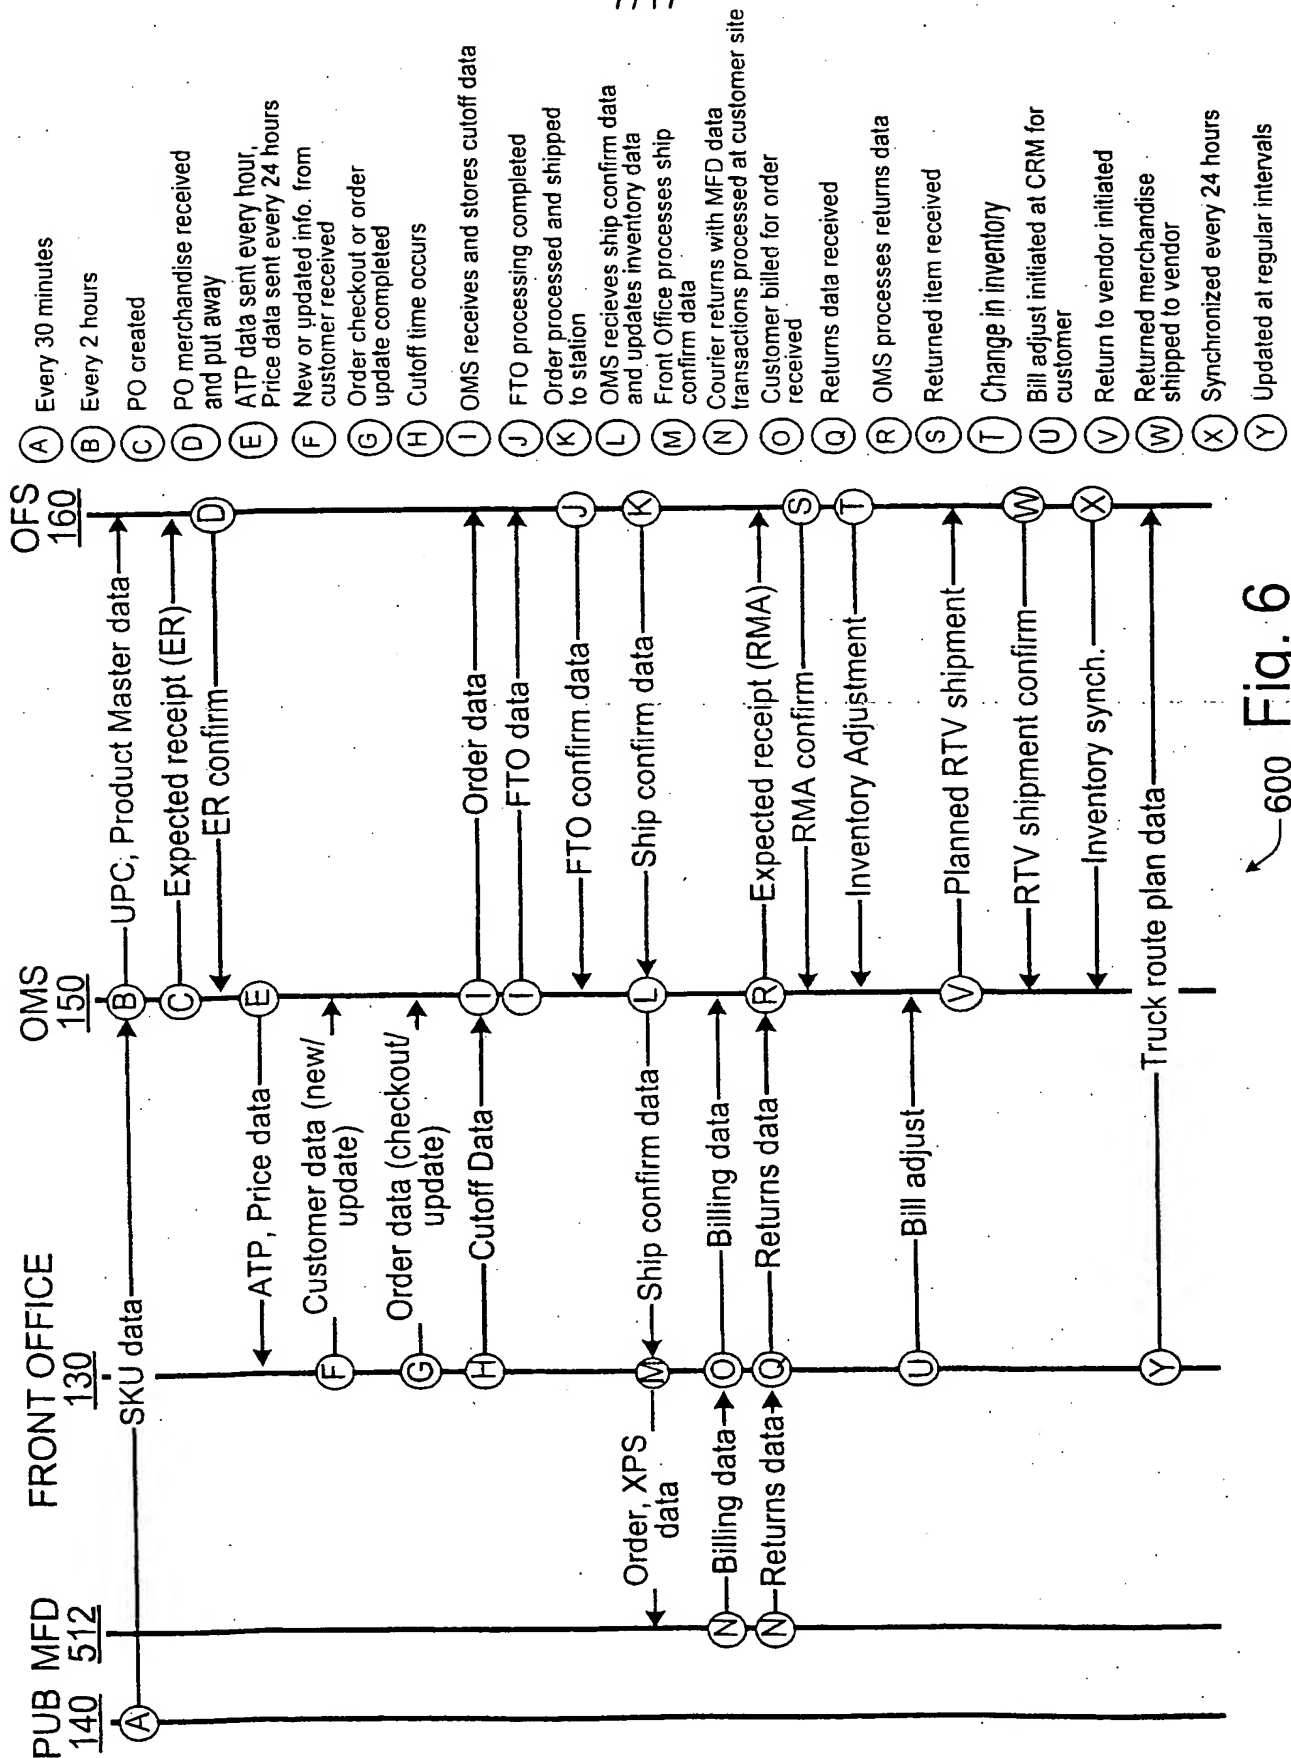 PUB
140
MFD
512
FRONT OFFICE
130
OMS
150
OFS
160
A
SKU data
B
UPC, Product Master data
C
Expected receipt (ER)
D
ER confirm
E
ATP, Price data
F
Customer data (new/
update)
G
Order data (checkout/
update)
H
Cutoff Data
I
Order data
I
FTO data
J
FTO confirm data
K
Ship confirm data
L
Ship confirm data
M
Order, XPS
data
N
Billing data
O
Billing data
N
Returns data
Q
Returns data
R
Expected receipt (RMA)
S
RMA confirm
T
Inventory Adjustment
U
Bill adjust
V
Planned RTV shipment
W
RTV shipment confirm
X
Inventory synch.
Y
Truck route plan data
A Every 30 minutes
B Every 2 hours
C PO created
D PO merchandise received
and put away
E ATP data sent every hour,
Price data sent every 24 hours
F New or updated info. from
customer received
G Order checkout or order
update completed
H Cutoff time occurs
I OMS receives and stores cutoff data
J FTO processing completed
K Order processed and shipped
to station
L OMS recieves ship confirm data
and updates inventory data
M Front Office processes ship
confirm data
N Courier returns with MFD data
transactions processed at customer site
O Customer billed for order
received
Q Returns data received
R OMS processes returns data
S Returned item received
T Change in inventory
U Bill adjust initiated at CRM for
customer
V Return to vendor initiated
W Returned merchandise
shipped to vendor
X Synchronized every 24 hours
Y Updated at regular intervals
600
Fig. 6